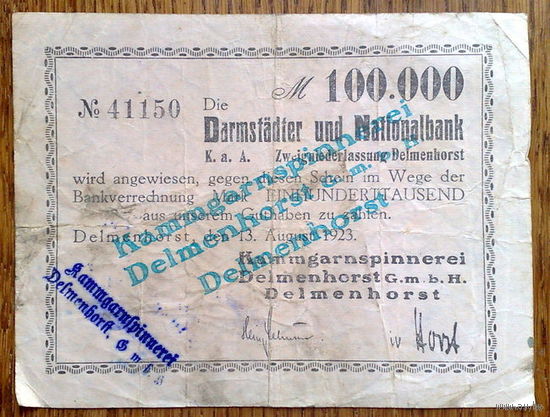 M 100.000
№ 41150 Die
Darmstädter und Nationalbank
K. a. A. Zweigniederlassung Delmenhorst
wird angewiesen, gegen diesen Schein im Wege der
Bankverrechnung Mark EINHUNDERTTAUSEND
aus unserem Guthaben zu zahlen.
Delmenhorst, den 13. August 1923.
Kammgarnspinnerei
Delmenhorst G.m.b.H.
Delmenhorst
Kammgarnspinnerei
Delmenhorst G. m. b. H.
Delmenhorst
Kammgarnspinnerei
Delmenhorst, G m b H
Horst